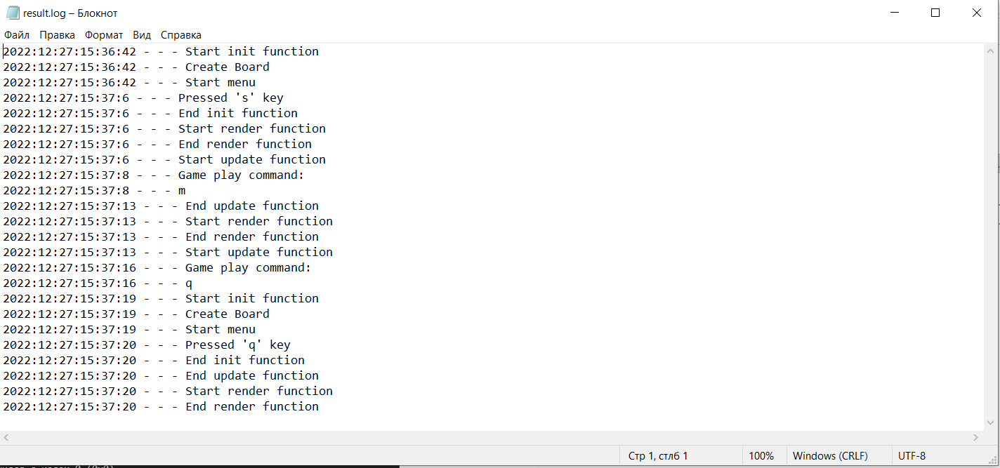 result.log – Блокнот
Файл Правка Формат Вид Справка
2022:12:27:15:36:42 - - - Start init function
2022:12:27:15:36:42 - - - Create Board
2022:12:27:15:36:42 - - - Start menu
2022:12:27:15:37:6 - - - Pressed 's' key
2022:12:27:15:37:6 - - - End init function
2022:12:27:15:37:6 - - - Start render function
2022:12:27:15:37:6 - - - End render function
2022:12:27:15:37:6 - - - Start update function
2022:12:27:15:37:8 - - - Game play command:
2022:12:27:15:37:8 - - - m
2022:12:27:15:37:13 - - - End update function
2022:12:27:15:37:13 - - - Start render function
2022:12:27:15:37:13 - - - End render function
2022:12:27:15:37:13 - - - Start update function
2022:12:27:15:37:16 - - - Game play command:
2022:12:27:15:37:16 - - - q
2022:12:27:15:37:19 - - - Start init function
2022:12:27:15:37:19 - - - Create Board
2022:12:27:15:37:19 - - - Start menu
2022:12:27:15:37:20 - - - Pressed 'q' key
2022:12:27:15:37:20 - - - End init function
2022:12:27:15:37:20 - - - End update function
2022:12:27:15:37:20 - - - Start render function
2022:12:27:15:37:20 - - - End render function
Стр 1, стлб 1 100% Windows (CRLF) UTF-8